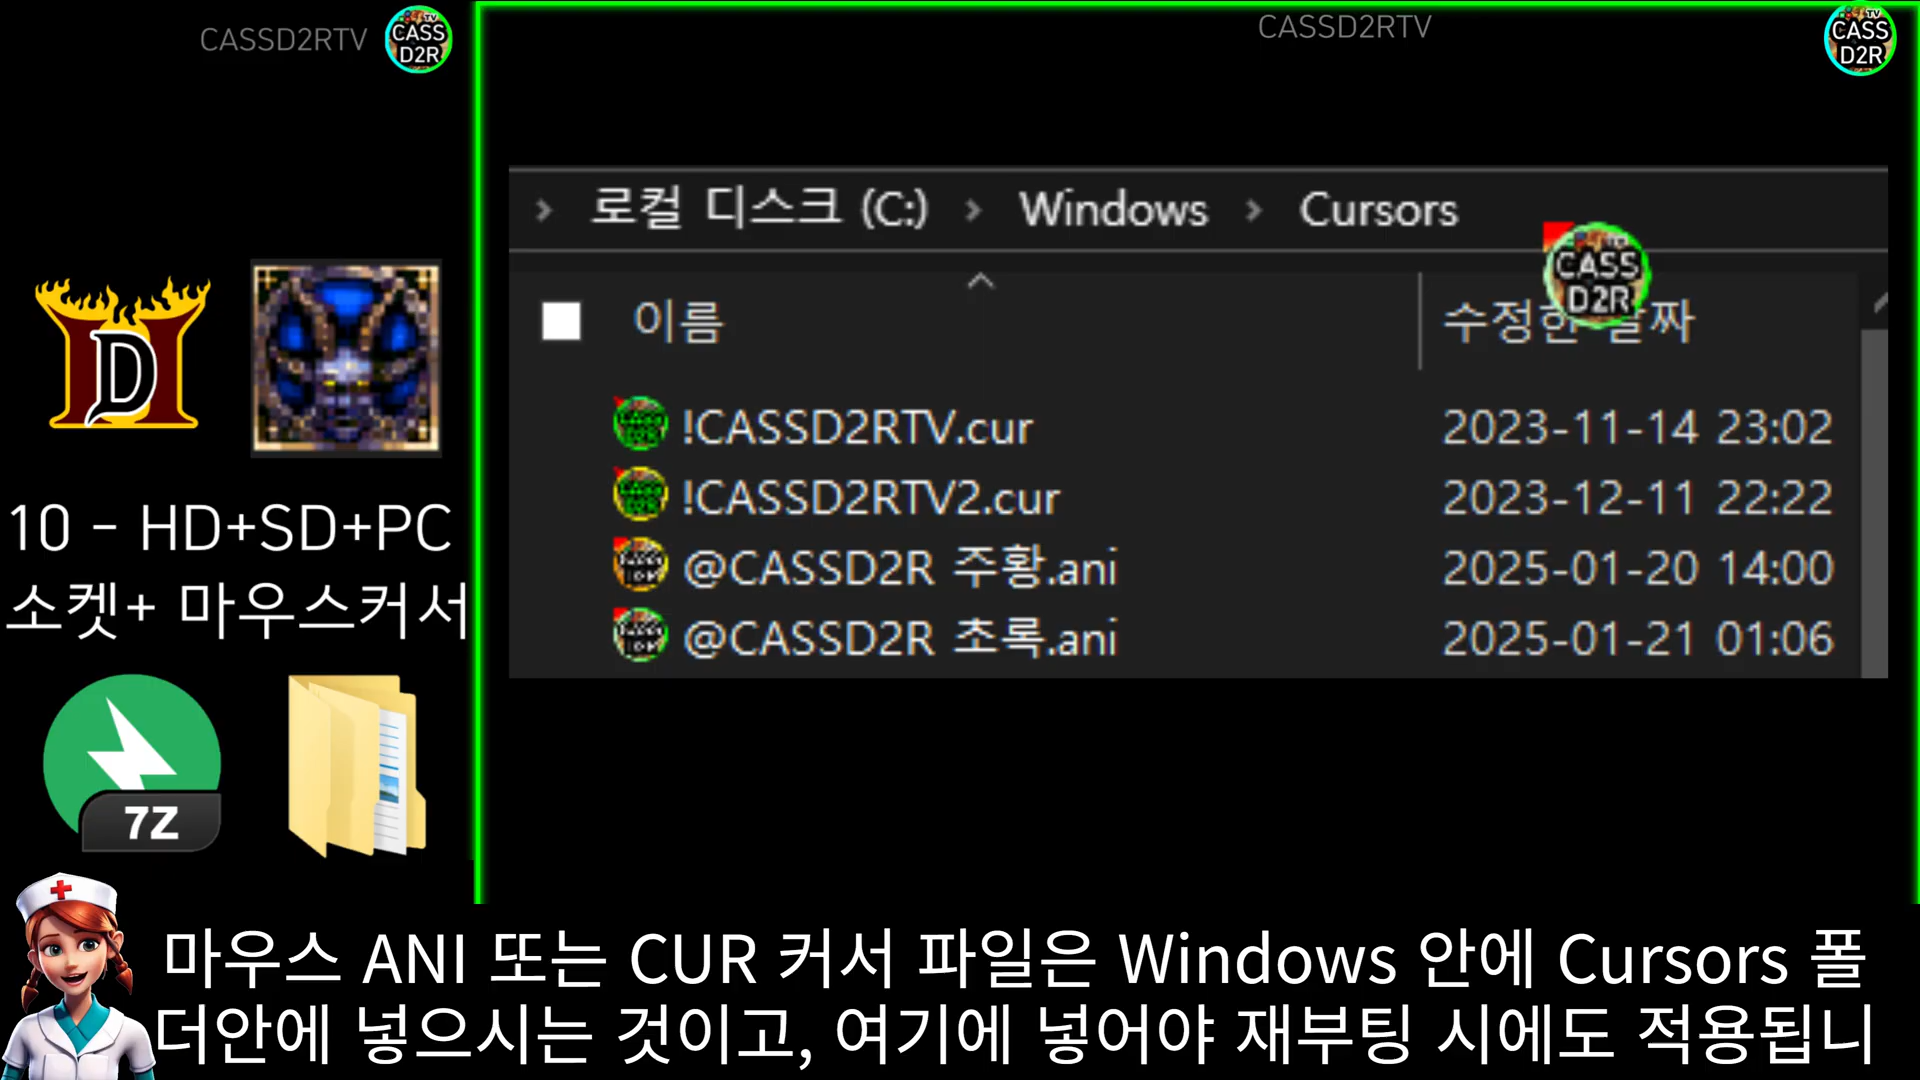 CASSD2RTV
TV
CASS
D2R
CASSD2RTV
TV
CASS
D2R
D
10 - HD+SD+PC
소켓+ 마우스커서
7Z
로컬 디스크 (C:) > Windows > Cursors
CASS
D2R
이름
수정한 날짜
!CASSD2RTV.cur 2023-11-14 23:02
!CASSD2RTV2.cur 2023-12-11 22:22
@CASSD2R 주황.ani 2025-01-20 14:00
@CASSD2R 초록.ani 2025-01-21 01:06
마우스 ANI 또는 CUR 커서 파일은 Windows 안에 Cursors 폴
더안에 넣으시는 것이고, 여기에 넣어야 재부팅 시에도 적용됩니